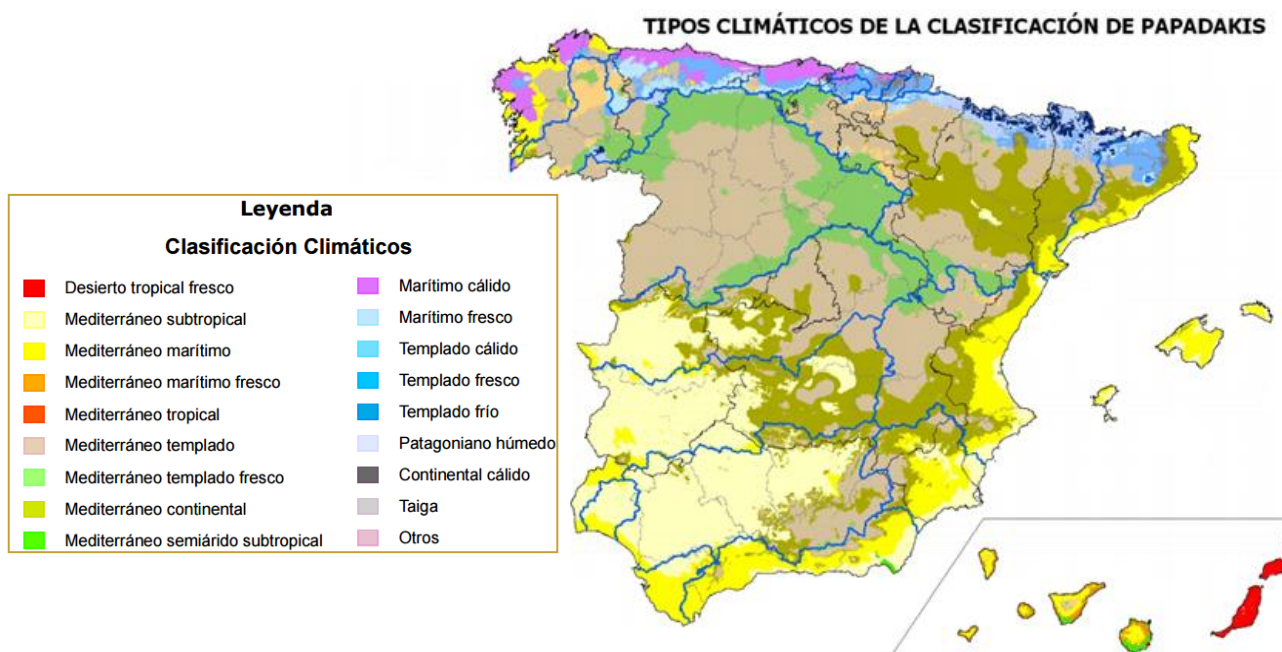 TIPOS CLIMÁTICOS DE LA CLASIFICACIÓN DE PAPADAKIS
Leyenda
Clasificación Climáticos
Desierto tropical fresco
Mediterráneo subtropical
Mediterráneo marítimo
Mediterráneo marítimo fresco
Mediterráneo tropical
Mediterráneo templado
Mediterráneo templado fresco
Mediterráneo continental
Mediterráneo semiárido subtropical
Marítimo cálido
Marítimo fresco
Templado cálido
Templado fresco
Templado frío
Patagoniano húmedo
Continental cálido
Taiga
Otros